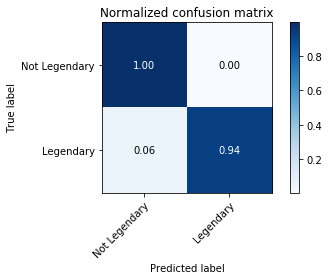 Normalized confusion matrix
True label
Not Legendary
1.00
0.00
Legendary
0.06
0.94
Not Legendary
Legendary
Predicted label
0.8
0.6
0.4
0.2